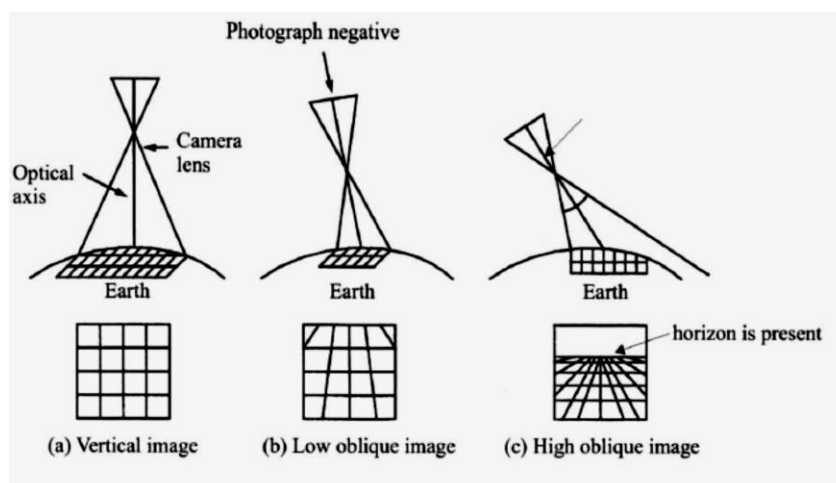 Photograph negative
Camera
lens
Optical
axis
Earth
Earth
Earth
horizon is present
(a) Vertical image
(b) Low oblique image
(c) High oblique image